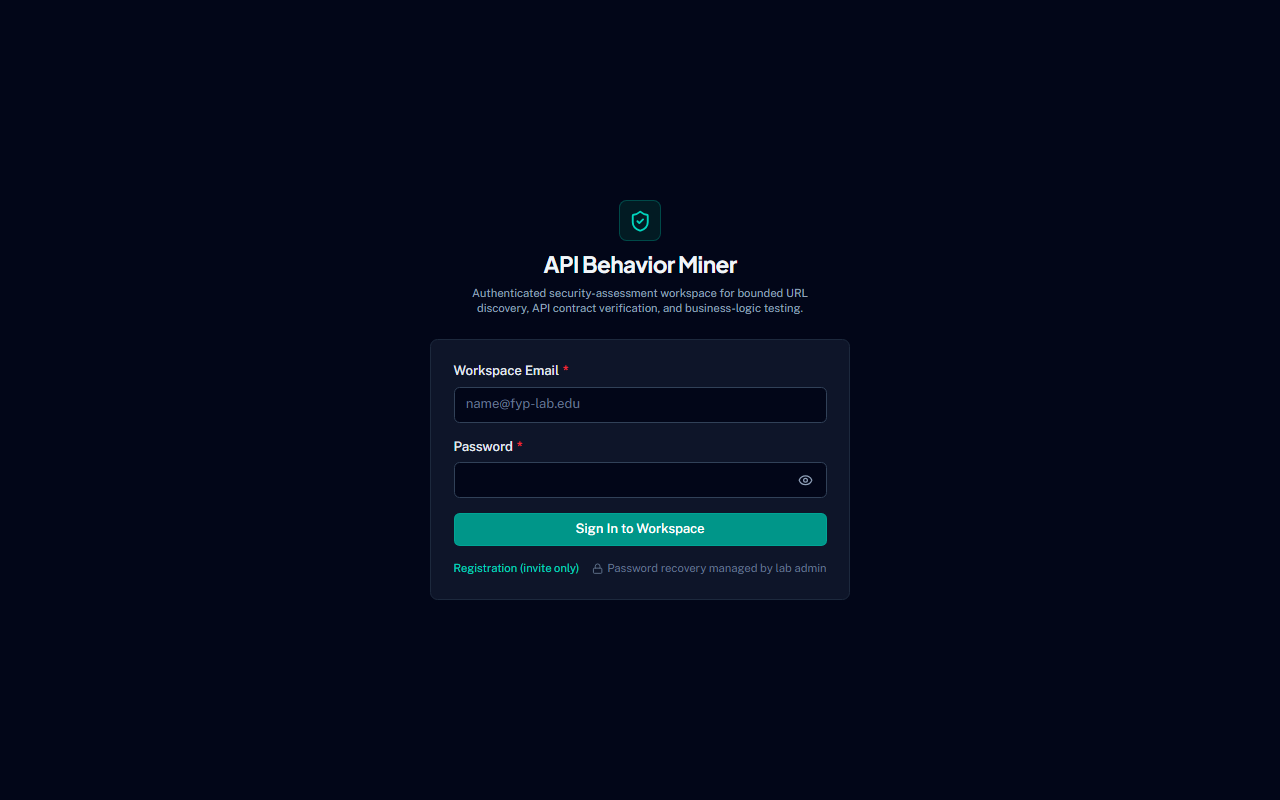 API Behavior Miner
Authenticated security-assessment workspace for bounded URL
discovery, API contract verification, and business-logic testing.
Workspace Email *
name@fyp-lab.edu
Password *
Sign In to Workspace
Registration (invite only) Password recovery managed by lab admin